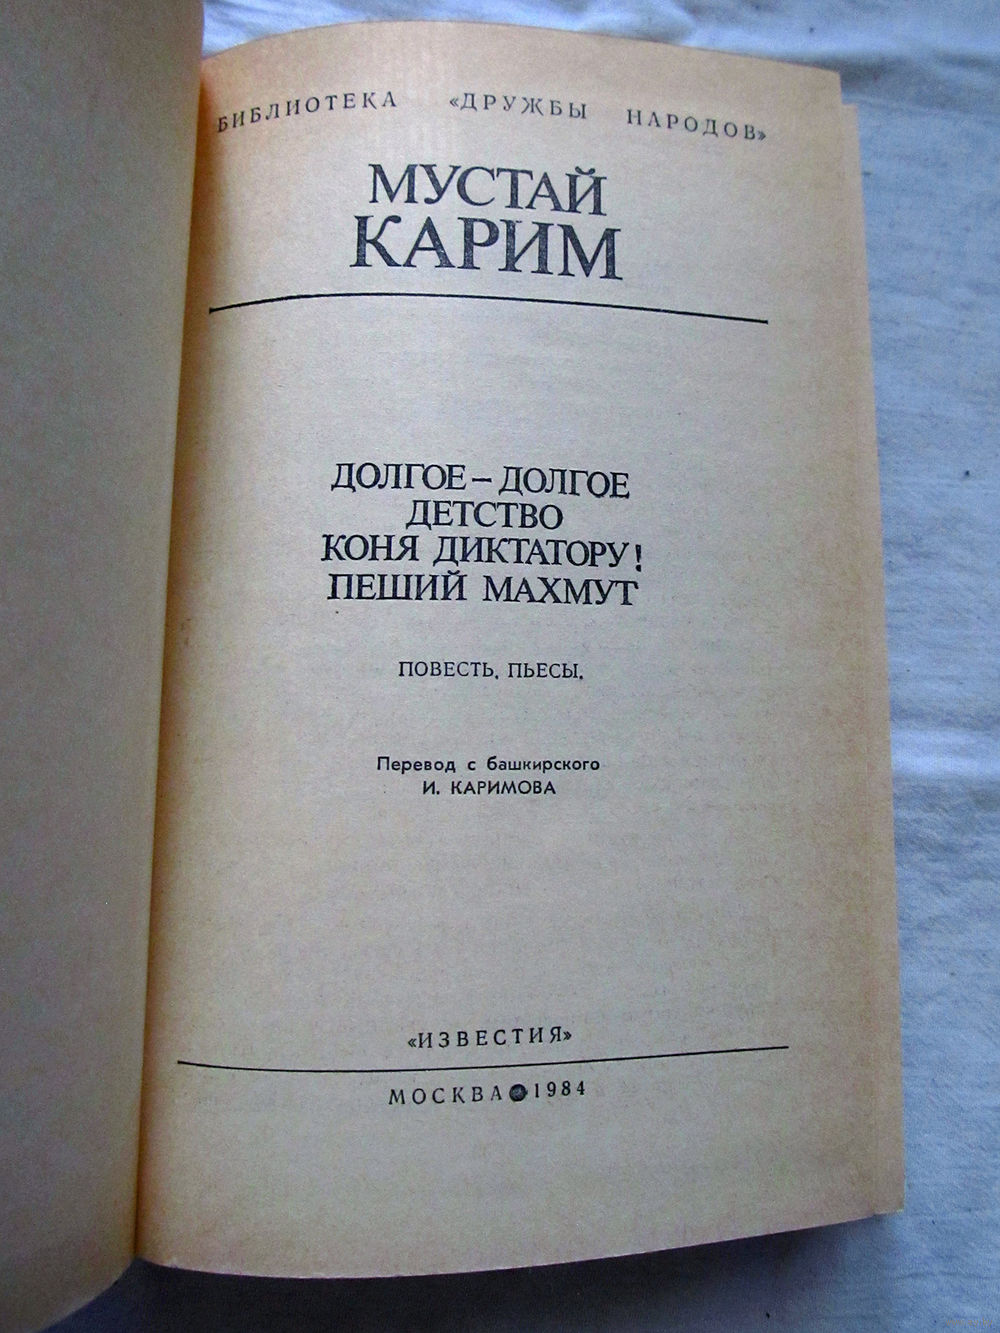 БИБЛИОТЕКА «ДРУЖБЫ НАРОДОВ»
МУСТАЙ
КАРИМ
ДОЛГОЕ – ДОЛГОЕ
ДЕТСТВО
КОНЯ ДИКТАТОРУ!
ПЕШИЙ МАХМУТ
ПОВЕСТЬ, ПЬЕСЫ.
Перевод с башкирского
И. КАРИМОВА
«ИЗВЕСТИЯ»
МОСКВА ● 1984